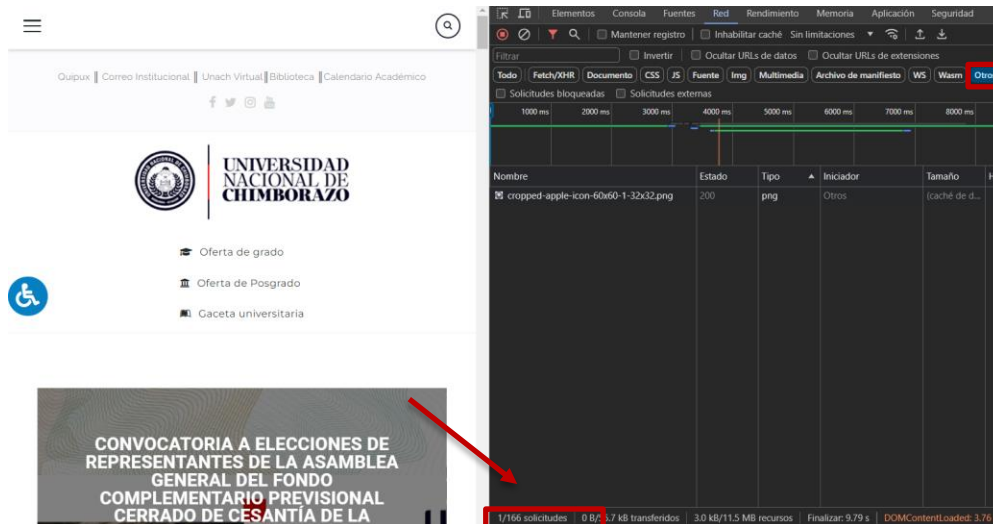 Quipux ‖ Correo Institucional ‖ Unach Virtual ‖ Biblioteca ‖ Calendario Académico
UNIVERSIDAD
NACIONAL DE
CHIMBORAZO
Oferta de grado
Oferta de Posgrado
Gaceta universitaria
CONVOCATORIA A ELECCIONES DE
REPRESENTANTES DE LA ASAMBLEA
GENERAL DEL FONDO
COMPLEMENTARIO PREVISIONAL
CERRADO DE CESANTÍA DE LA
Elementos Consola Fuentes Red Rendimiento Memoria Aplicación Seguridad
Mantener registro Inhabilitar caché Sin limitaciones
Filtrar Invertir Ocultar URLs de datos Ocultar URLs de extensiones
Todo Fetch/XHR Documento CSS JS Fuente Img Multimedia Archivo de manifiesto WS Wasm Otro
Solicitudes bloqueadas Solicitudes externas
1000 ms 2000 ms 3000 ms 4000 ms 5000 ms 6000 ms 7000 ms 8000 ms
Nombre Estado Tipo Iniciador Tamaño H
cropped-apple-icon-60x60-1-32x32.png 200 png Otros (caché de d...
1/166 solicitudes 0 kB transferidos 3.0 kB/11.5 MB recursos Finalizar: 9.79 s DOMContentLoaded: 3.76